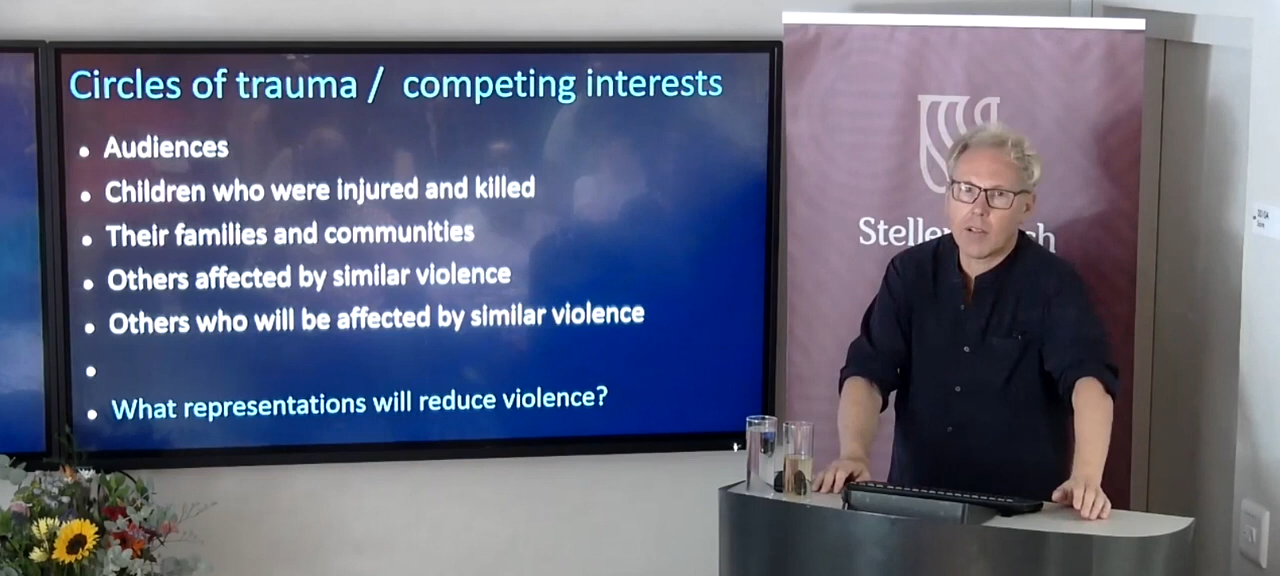 Circles of trauma / competing interests
Audiences
Children who were injured and killed
Their families and communities
Others affected by similar violence
Others who will be affected by similar violence
What representations will reduce violence?